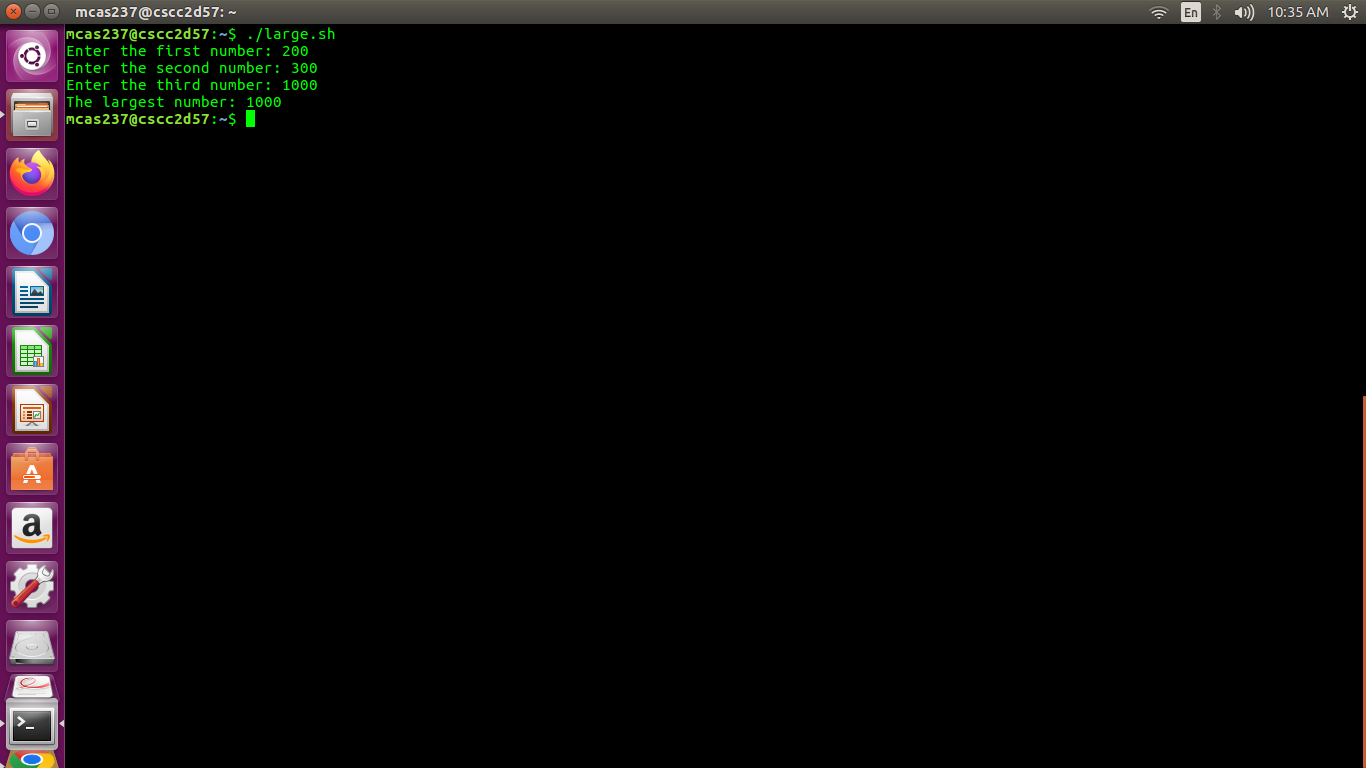 mcas237@cscc2d57: ~
En
10:35 AM
mcas237@cscc2d57:~$ ./large.sh
Enter the first number: 200
Enter the second number: 300
Enter the third number: 1000
The largest number: 1000
mcas237@cscc2d57:~$